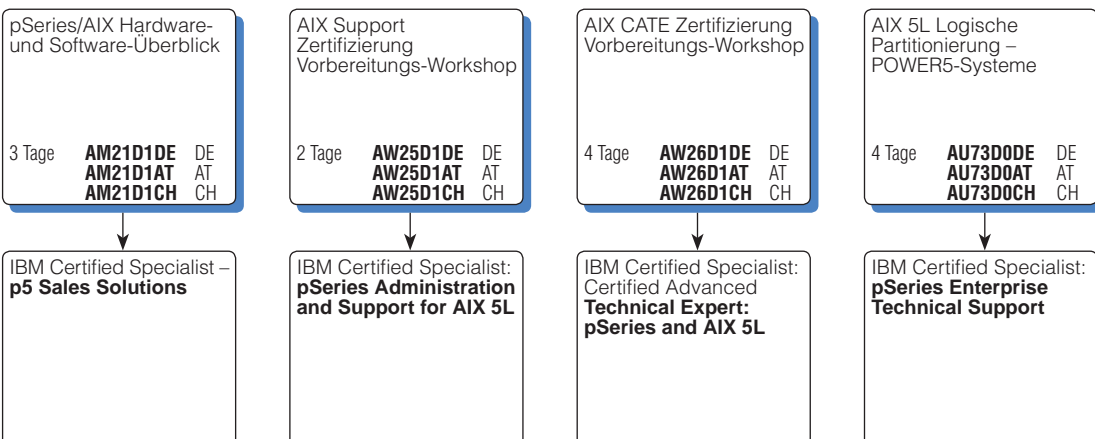 pSeries/AIX Hardware-
und Software-Überblick
3 Tage AM21D1DE DE
AM21D1AT AT
AM21D1CH CH
AIX Support
Zertifizierung
Vorbereitungs-Workshop
2 Tage AW25D1DE DE
AW25D1AT AT
AW25D1CH CH
AIX CATE Zertifizierung
Vorbereitungs-Workshop
4 Tage AW26D1DE DE
AW26D1AT AT
AW26D1CH CH
AIX 5L Logische
Partitionierung –
POWER5-Systeme
4 Tage AU73D0DE DE
AU73D0AT AT
AU73D0CH CH
IBM Certified Specialist –
p5 Sales Solutions
IBM Certified Specialist:
pSeries Administration
and Support for AIX 5L
IBM Certified Specialist:
Certified Advanced
Technical Expert:
pSeries and AIX 5L
IBM Certified Specialist:
pSeries Enterprise
Technical Support